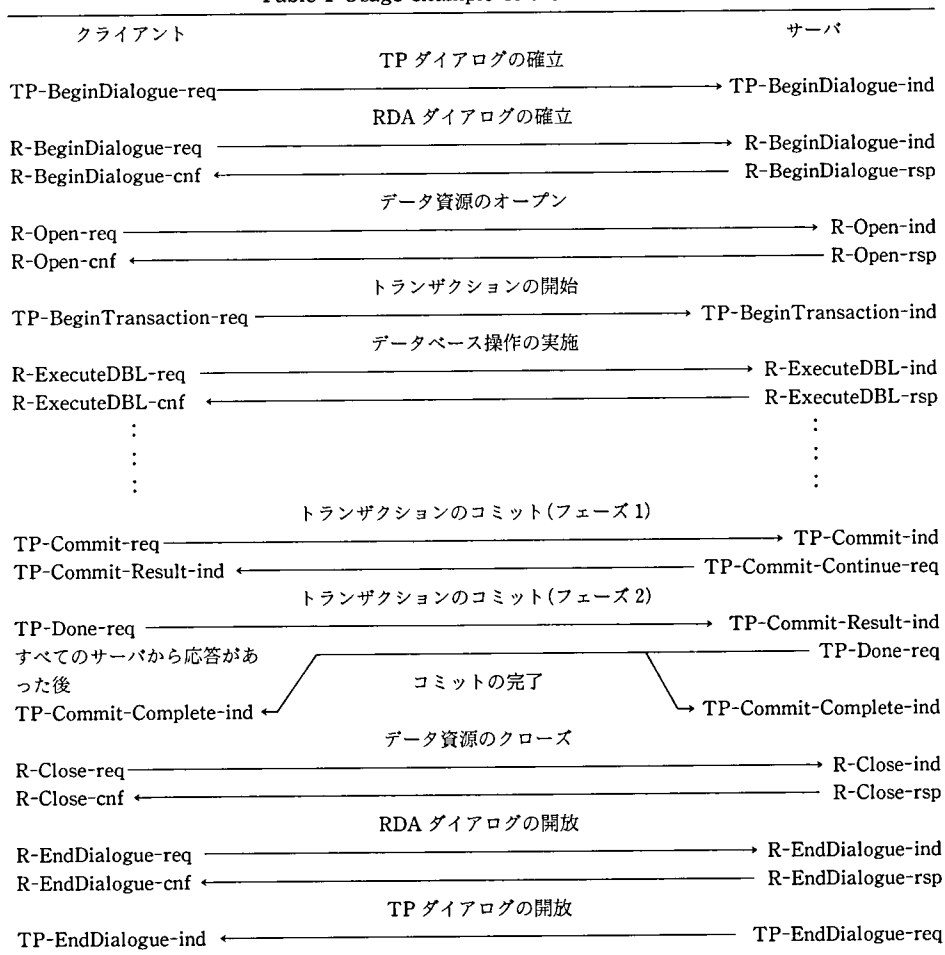 クライアント サーバ
TP ダイアログの確立
TP-BeginDialogue-req TP-BeginDialogue-ind
RDA ダイアログの確立
R-BeginDialogue-req R-BeginDialogue-ind
R-BeginDialogue-cnf R-BeginDialogue-rsp
データ資源のオープン
R-Open-req R-Open-ind
R-Open-cnf R-Open-rsp
トランザクションの開始
TP-BeginTransaction-req TP-BeginTransaction-ind
データベース操作の実施
R-ExecuteDBL-req R-ExecuteDBL-ind
R-ExecuteDBL-cnf R-ExecuteDBL-rsp
トランザクションのコミット(フェーズ 1)
TP-Commit-req TP-Commit-ind
TP-Commit-Result-ind TP-Commit-Continue-req
トランザクションのコミット(フェーズ 2)
TP-Done-req TP-Commit-Result-ind
すべてのサーバから応答があ TP-Done-req
った後 コミットの完了
TP-Commit-Complete-ind TP-Commit-Complete-ind
データ資源のクローズ
R-Close-req R-Close-ind
R-Close-cnf R-Close-rsp
RDA ダイアログの開放
R-EndDialogue-req R-EndDialogue-ind
R-EndDialogue-cnf R-EndDialogue-rsp
TP ダイアログの開放
TP-EndDialogue-ind TP-EndDialogue-req